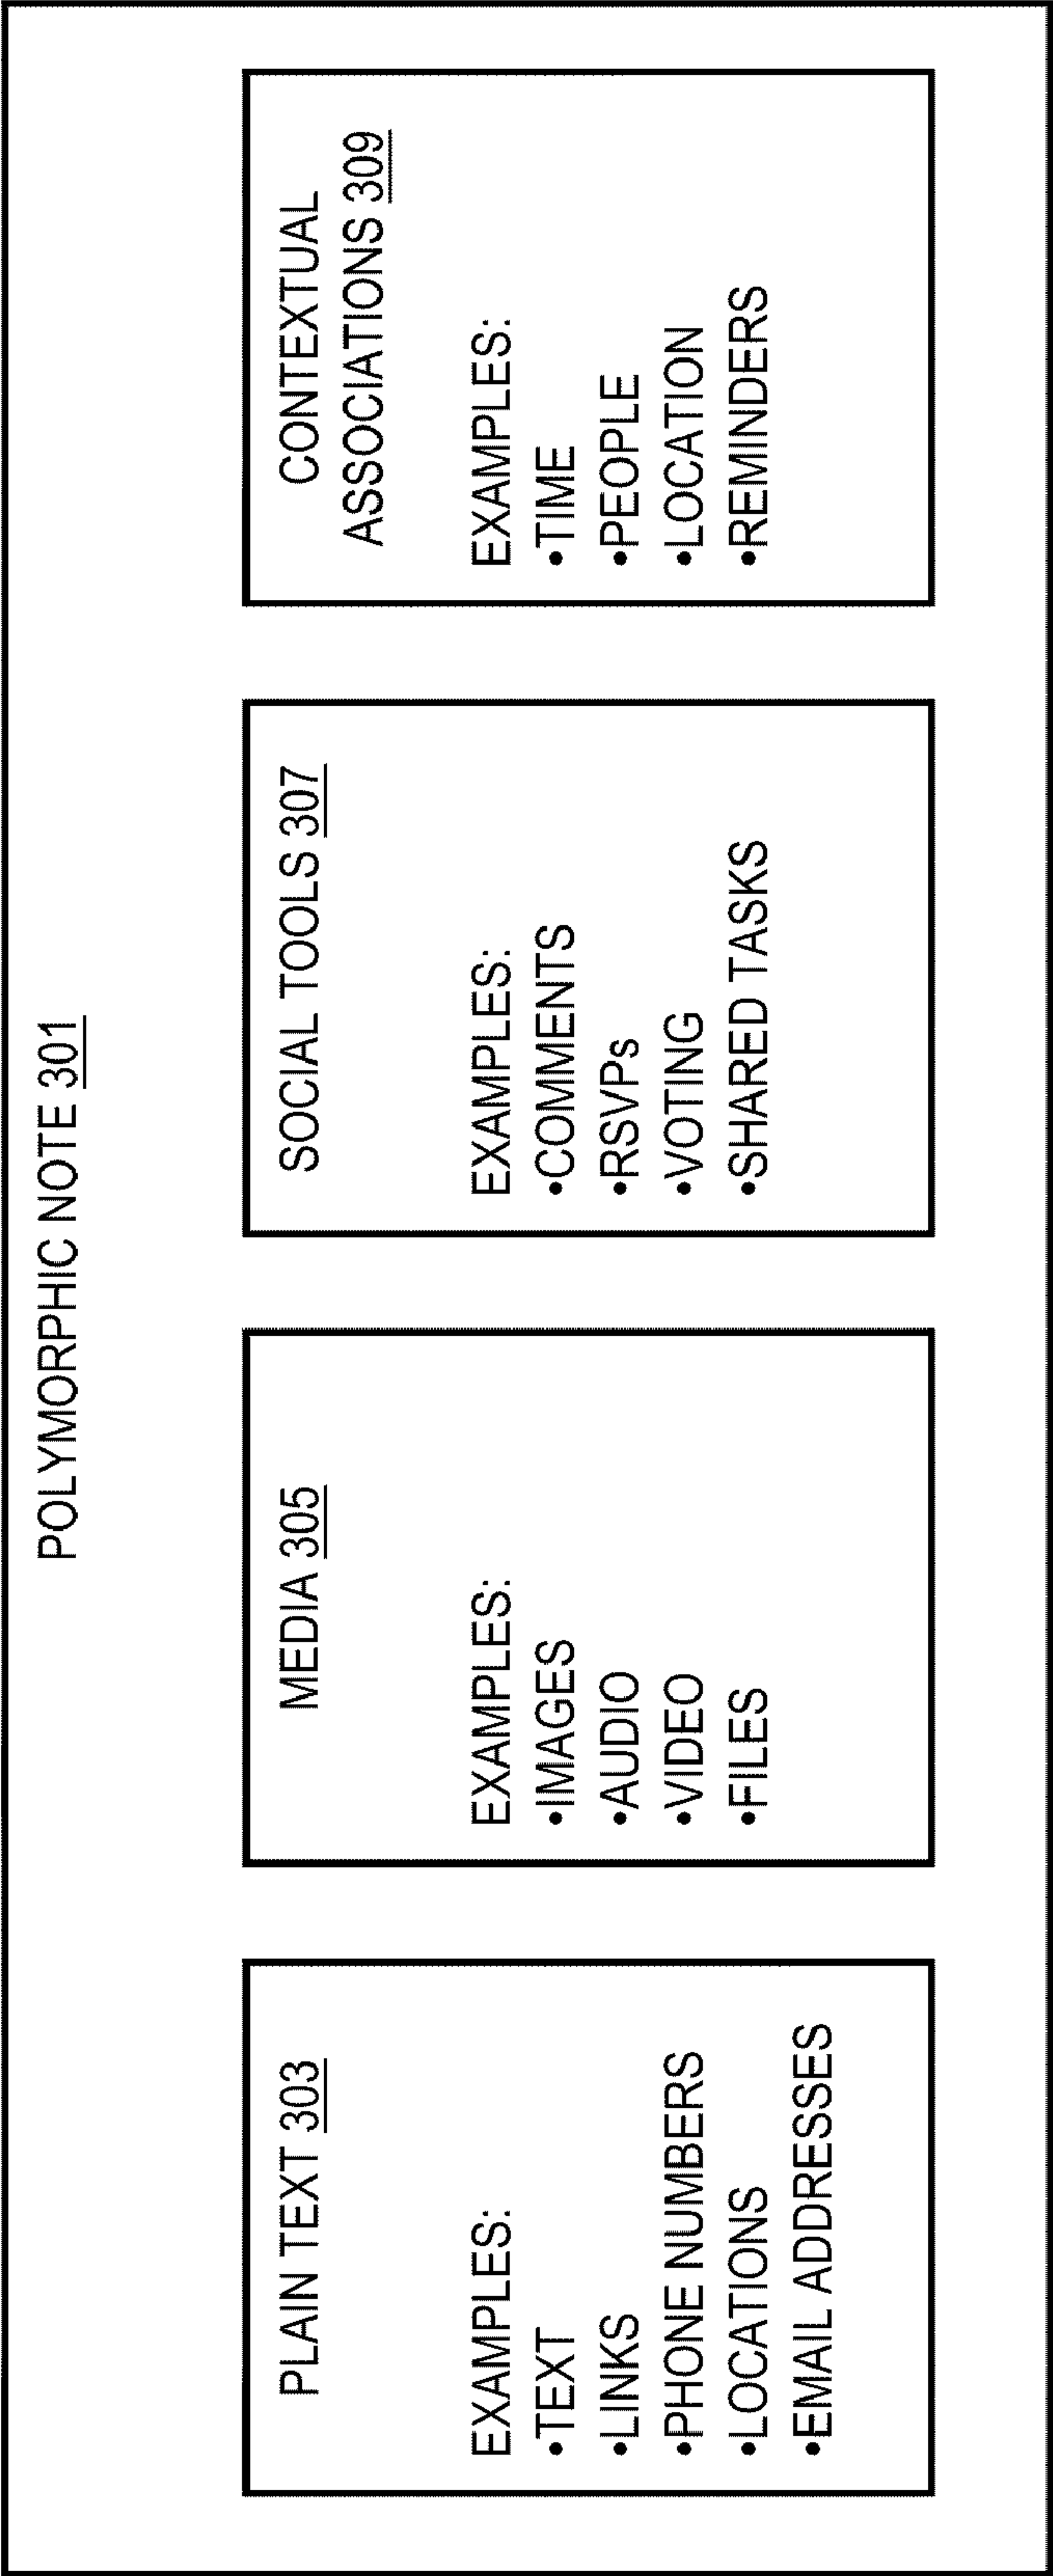 POLYMORPHIC NOTE 301
PLAIN TEXT 303
EXAMPLES:
•TEXT
•LINKS
•PHONE NUMBERS
•LOCATIONS
•EMAIL ADDRESSES
MEDIA 305
EXAMPLES:
•IMAGES
•AUDIO
•VIDEO
•FILES
SOCIAL TOOLS 307
EXAMPLES:
•COMMENTS
•RSVPs
•VOTING
•SHARED TASKS
CONTEXTUAL
ASSOCIATIONS 309
EXAMPLES:
•TIME
•PEOPLE
•LOCATION
•REMINDERS